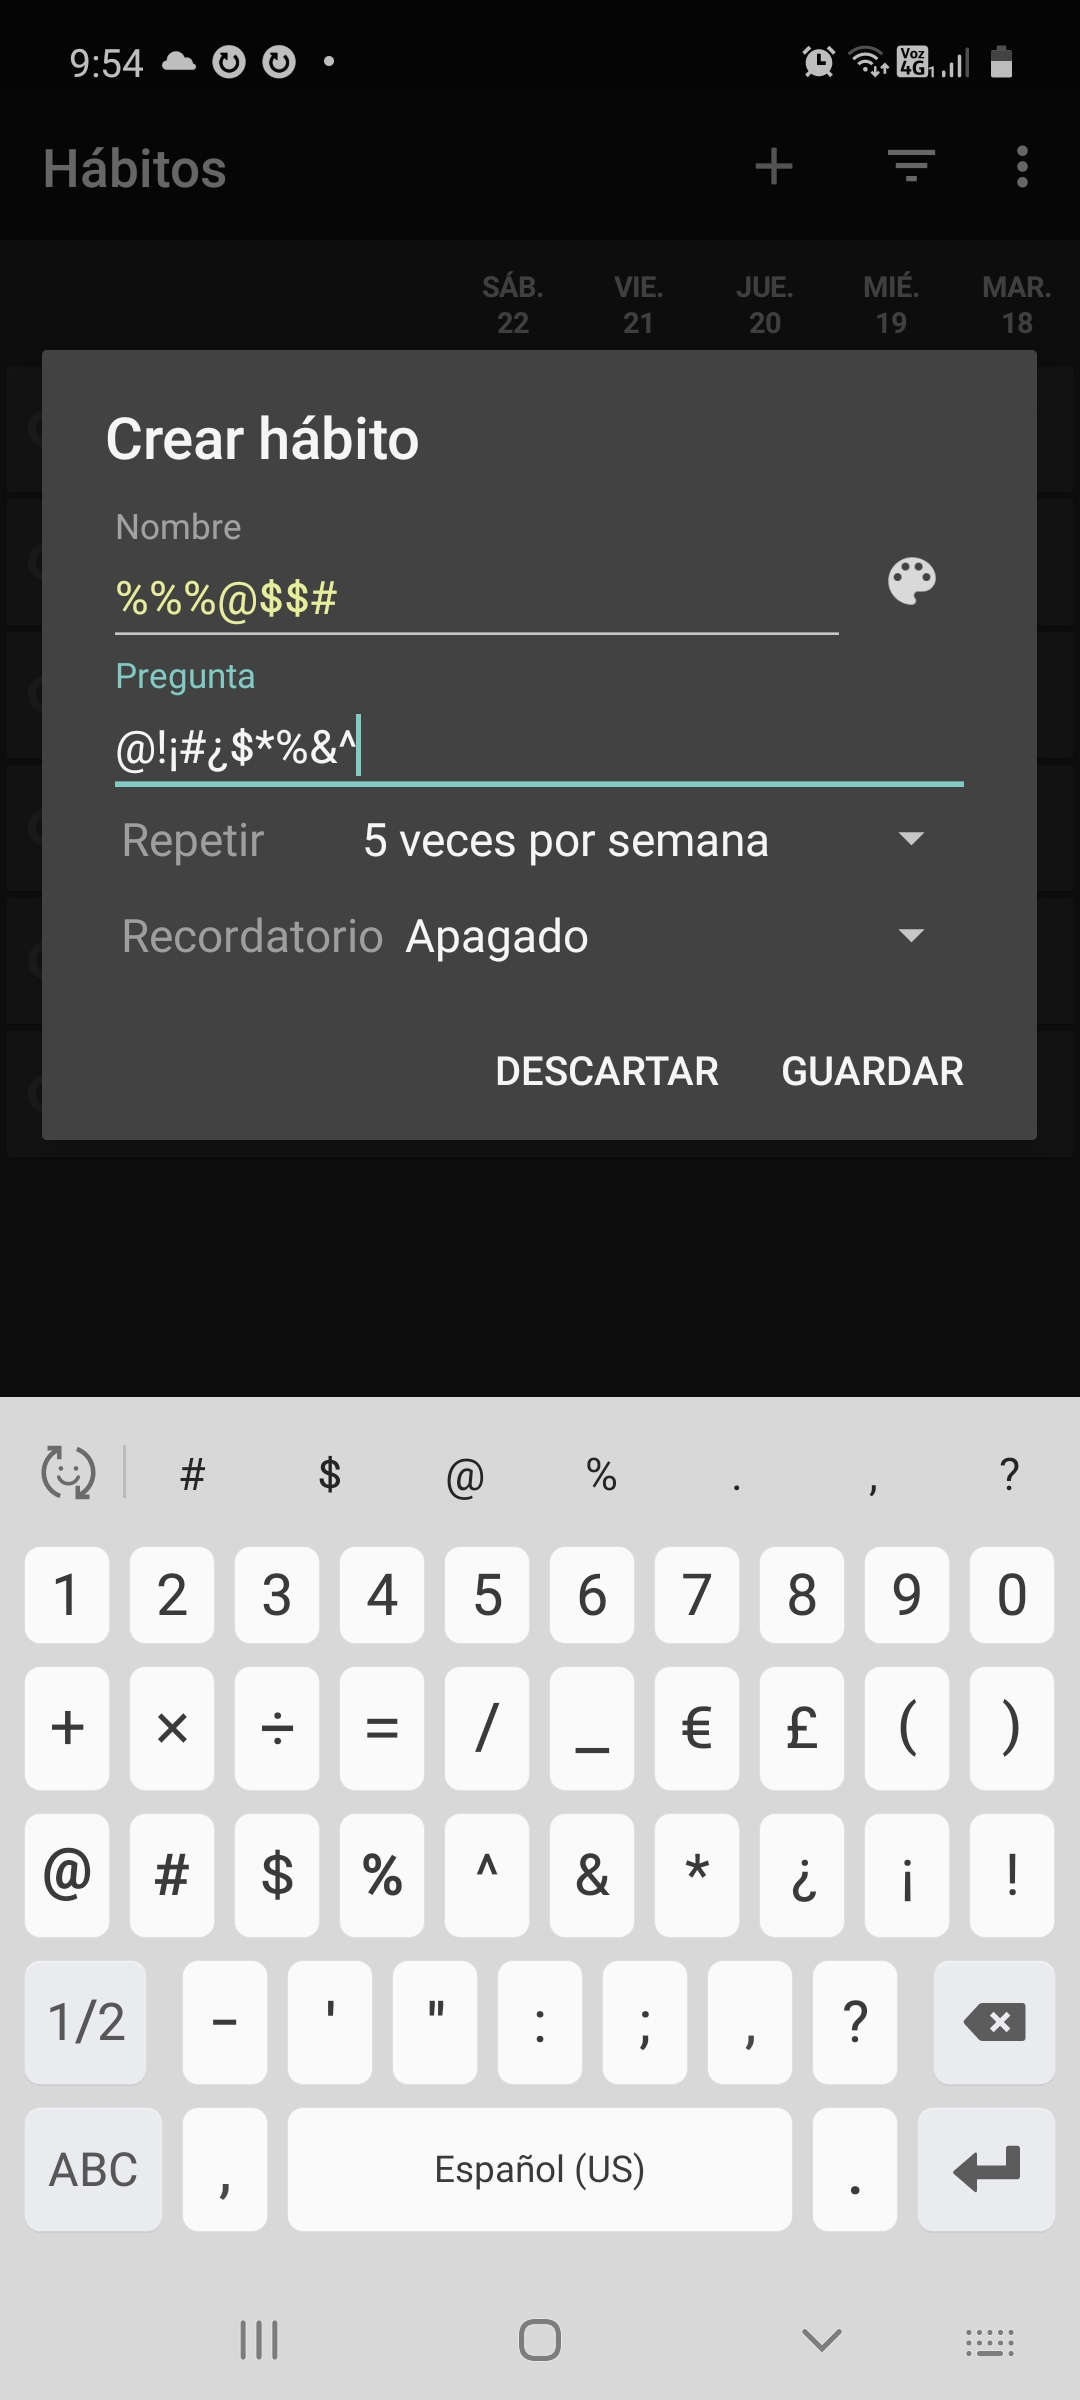 9:54
Voz 4G 1
Hábitos
SÁB. VIE. JUE. MIÉ. MAR.
22 21 20 19 18
Crear hábito
Nombre
%%%@$$#
Pregunta
@!¡#¿$*%&^
Repetir 5 veces por semana
Recordatorio Apagado
DESCARTAR GUARDAR
# $ @ % . , ?
1 2 3 4 5 6 7 8 9 0
+ × ÷ = / _ € £ ( )
@ # $ % ^ & * ¿ ¡ !
1/2 - ' " : ; , ?
ABC , Español (US) .